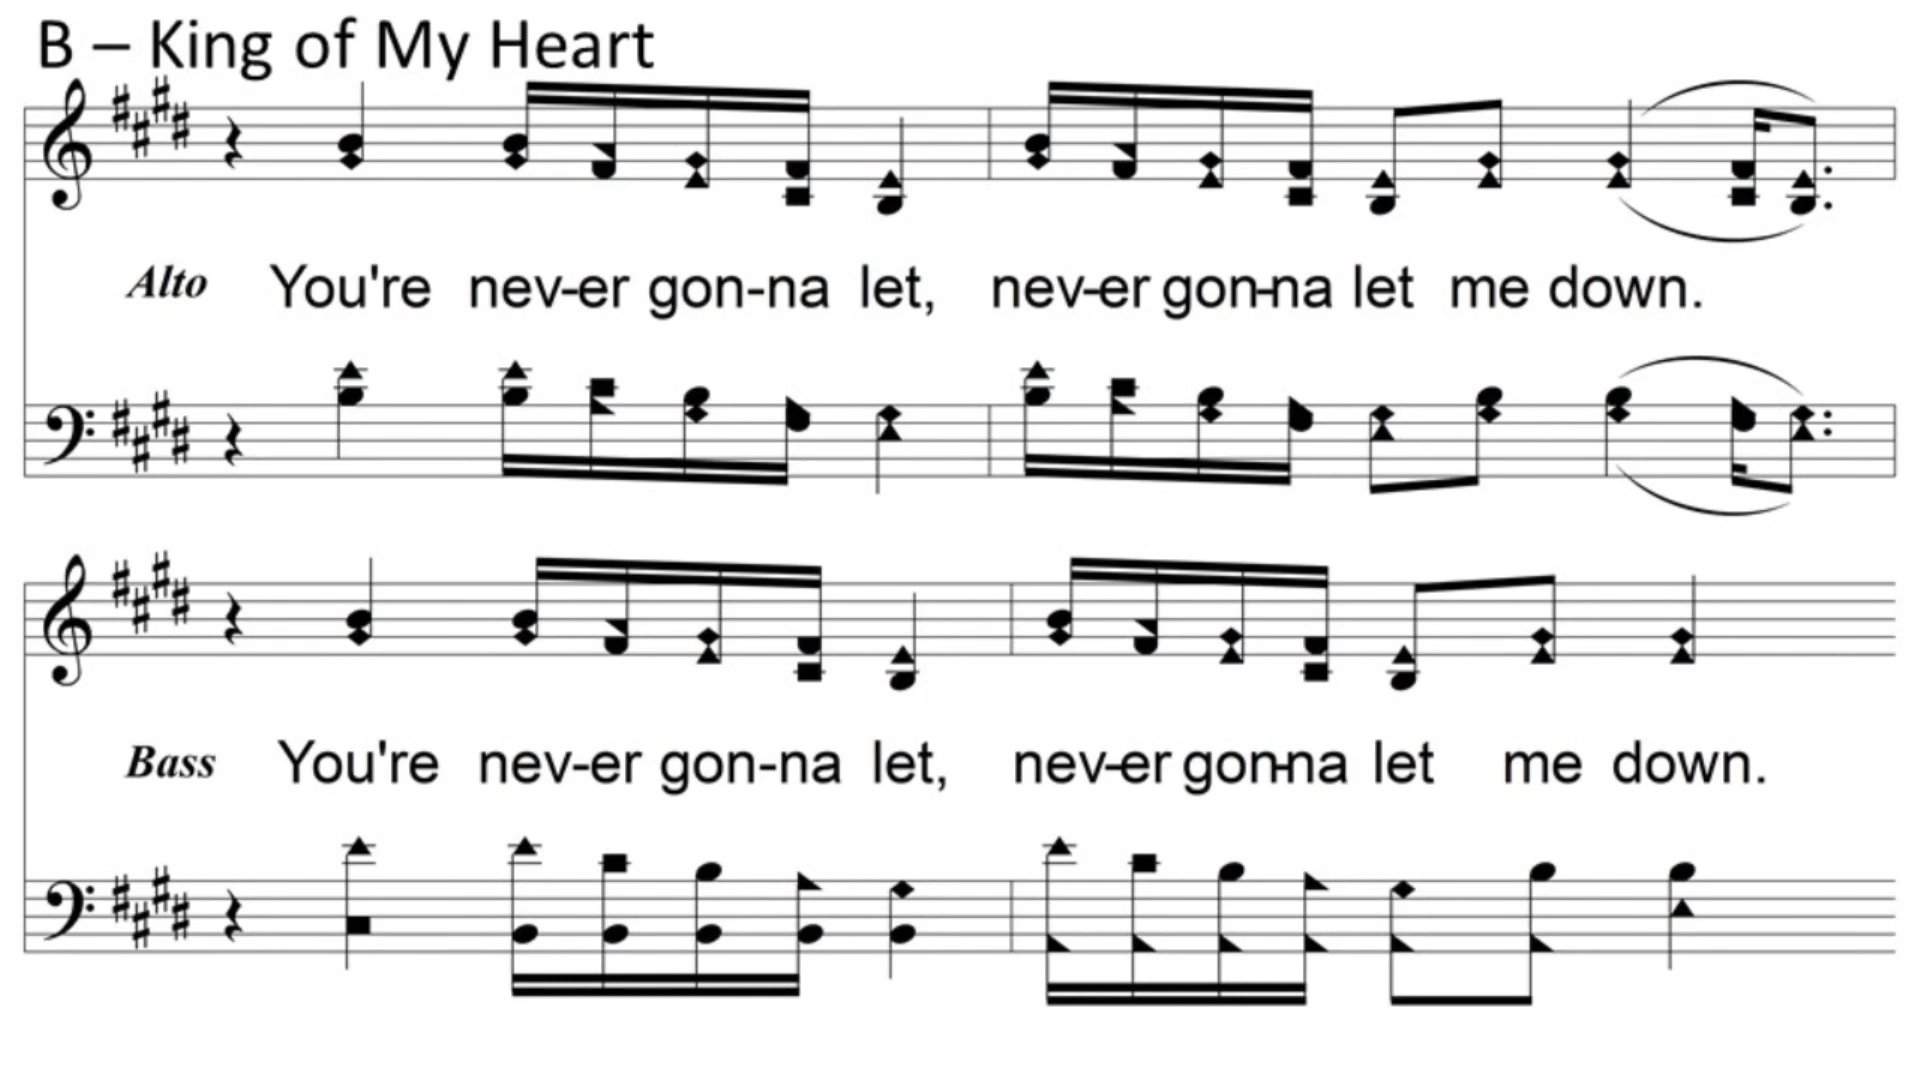 B – King of My Heart
Alto You're nev-er gon-na let, nev-er gon-na let me down.
Bass You're nev-er gon-na let, nev-er gon-na let me down.